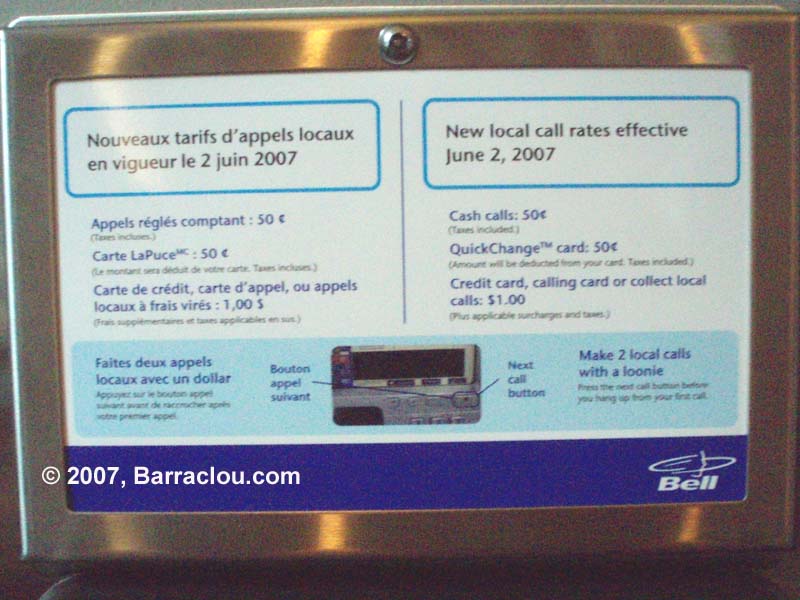 Nouveaux tarifs d'appels locaux
en vigueur le 2 juin 2007
Appels réglés comptant : 50 ¢
(Taxes incluses.)
Carte LaPuceMC : 50 ¢
(Le montant sera déduit de votre carte. Taxes incluses.)
Carte de crédit, carte d'appel, ou appels
locaux à frais virés : 1,00 $
(Frais supplémentaires et taxes applicables en sus.)
New local call rates effective
June 2, 2007
Cash calls: 50¢
(Taxes included.)
QuickChange™ card: 50¢
(Amount will be deducted from your card. Taxes included.)
Credit card, calling card or collect local
calls: $1.00
(Plus applicable surcharges and taxes.)
Faites deux appels
locaux avec un dollar
Appuyez sur le bouton appel
suivant avant de raccrocher après
votre premier appel.
Bouton
appel
suivant
Next
call
button
Make 2 local calls
with a loonie
Press the next call button before
you hang up from your first call.
© 2007, Barraclou.com
Bell